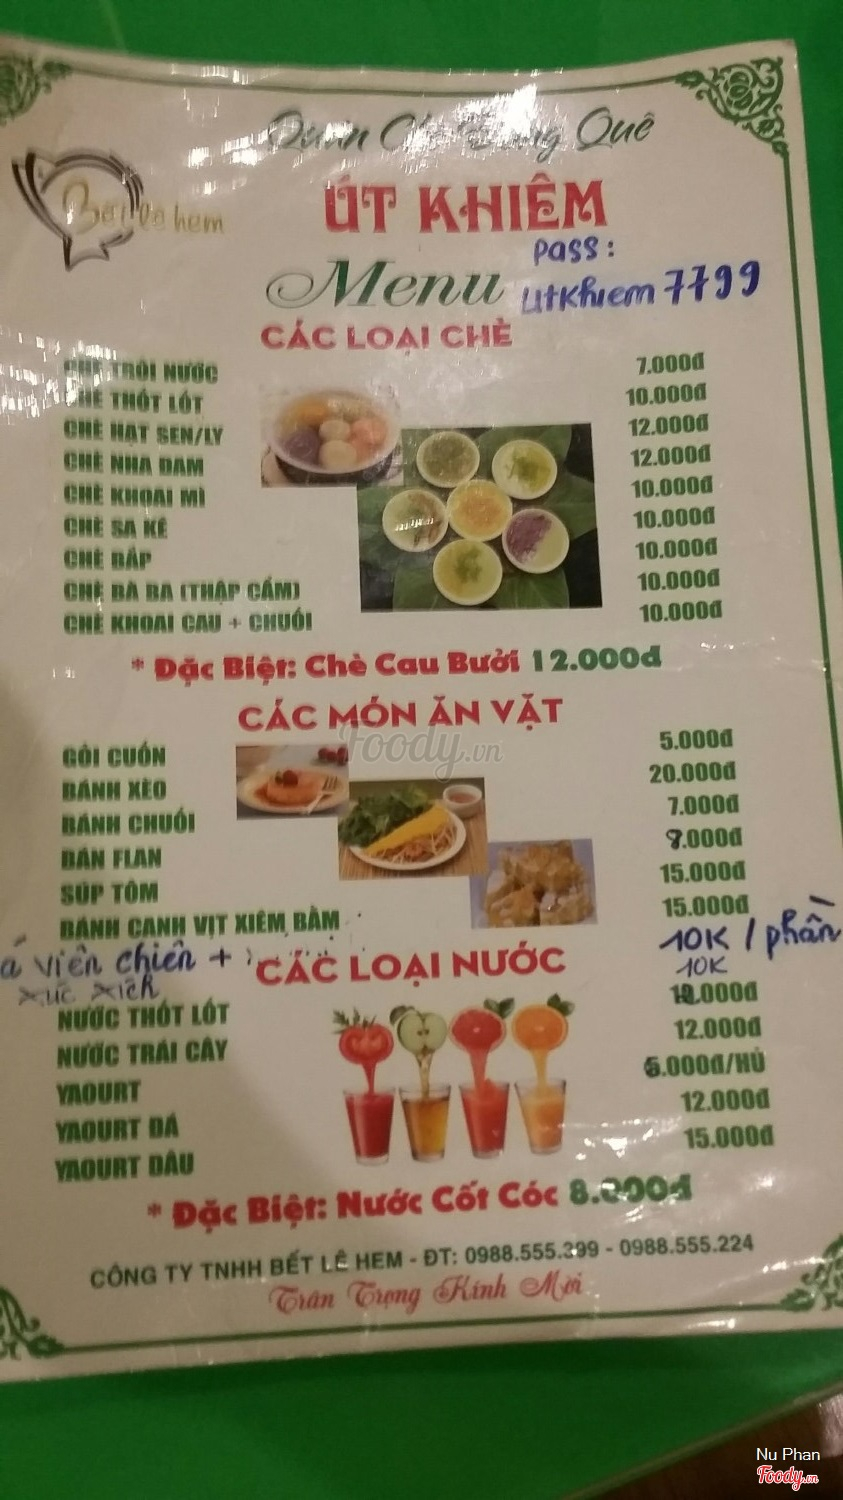 Quán Chè Quê
Bết lê hem
ÚT KHIÊM
Pass:
Menu utkhiem7799
CÁC LOẠI CHÈ
CHÈ TRÔI NƯỚC 7.000đ
CHÈ THỐT LỐT 10.000đ
CHÈ HẠT SEN/LY 12.000đ
CHÈ NHA ĐAM 12.000đ
CHÈ KHOAI MÌ 10.000đ
CHÈ SA KÊ 10.000đ
CHÈ BẮP 10.000đ
CHÈ BÀ BA (THẬP CẨM) 10.000đ
CHÈ KHOAI CAU + CHUỐI 10.000đ
* Đặc Biệt: Chè Cau Bưởi 12.000đ
CÁC MÓN ĂN VẶT
Foody.vn
GỎI CUỐN 5.000đ
BÁNH XÈO 20.000đ
BÁNH CHUỐI 7.000đ
BÁN FLAN 8.000đ
SÚP TÔM 15.000đ
BÁNH CANH VỊT XIÊM BẰM 15.000đ
á viên chiên + 10K / phần
xúc xích
CÁC LOẠI NƯỚC
10K
NƯỚC THỐT LỐT 10.000đ
NƯỚC TRÁI CÂY 12.000đ
YAOURT 6.000đ/HỦ
YAOURT ĐÁ 12.000đ
YAOURT DÂU 15.000đ
* Đặc Biệt: Nước Cốt Cóc 8.000đ
CÔNG TY TNHH BẾT LÊ HEM - ĐT: 0988.555.399 - 0988.555.224
Trân Trọng Kính Mời
Nu Phan
Foody.vn